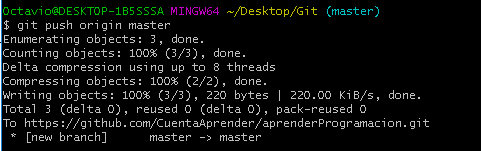 Octavio@DESKTOP-1B5SSSA MINGW64 ~/Desktop/Git (master)
$ git push origin master
Enumerating objects: 3, done.
Counting objects: 100% (3/3), done.
Delta compression using up to 8 threads
Compressing objects: 100% (2/2), done.
Writing objects: 100% (3/3), 220 bytes | 220.00 KiB/s, done.
Total 3 (delta 0), reused 0 (delta 0), pack-reused 0
To https://github.com/CuentaAprender/aprenderProgramacion.git
 * [new branch]      master -> master